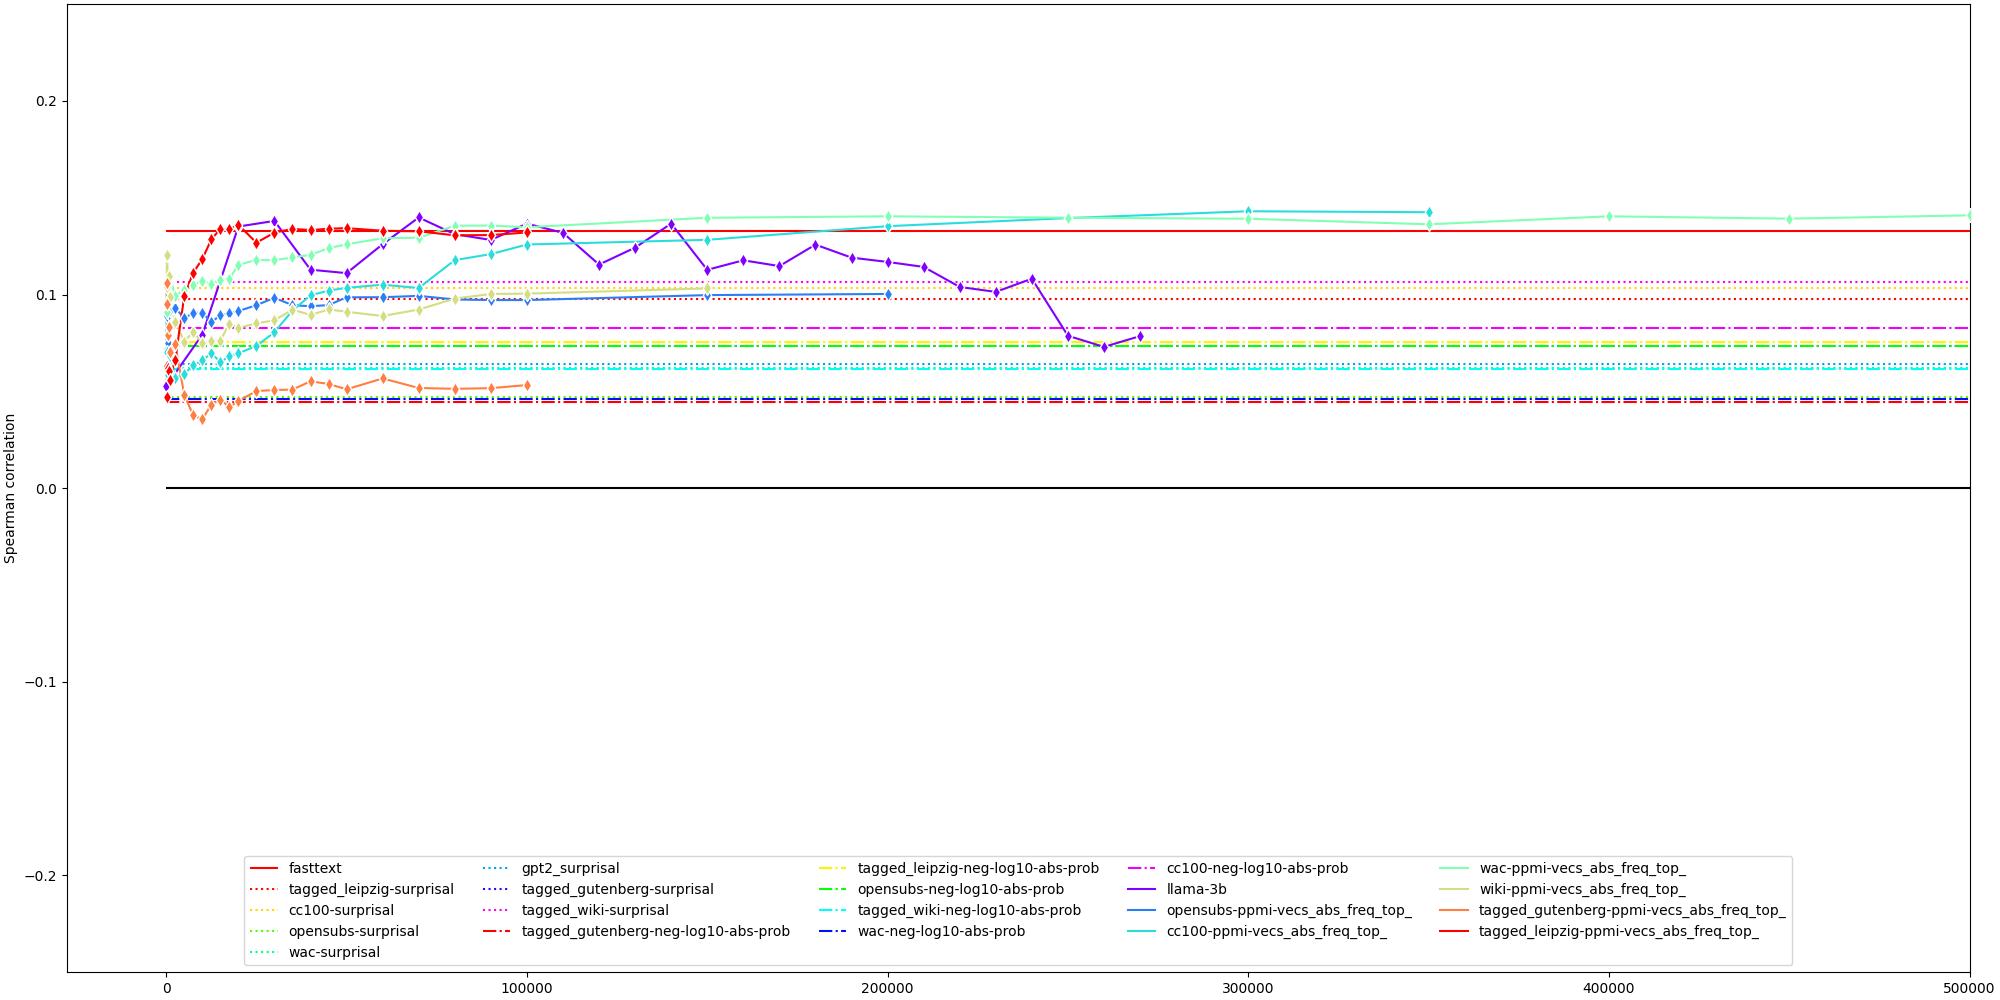 0.2
0.1
0.0
−0.1
−0.2
Spearman correlation
0
100000
200000
300000
400000
500000
fasttext
tagged_leipzig-surprisal
cc100-surprisal
opensubs-surprisal
wac-surprisal
gpt2_surprisal
tagged_gutenberg-surprisal
tagged_wiki-surprisal
tagged_gutenberg-neg-log10-abs-prob
tagged_leipzig-neg-log10-abs-prob
opensubs-neg-log10-abs-prob
tagged_wiki-neg-log10-abs-prob
wac-neg-log10-abs-prob
cc100-neg-log10-abs-prob
llama-3b
opensubs-ppmi-vecs_abs_freq_top_
cc100-ppmi-vecs_abs_freq_top_
wac-ppmi-vecs_abs_freq_top_
wiki-ppmi-vecs_abs_freq_top_
tagged_gutenberg-ppmi-vecs_abs_freq_top_
tagged_leipzig-ppmi-vecs_abs_freq_top_